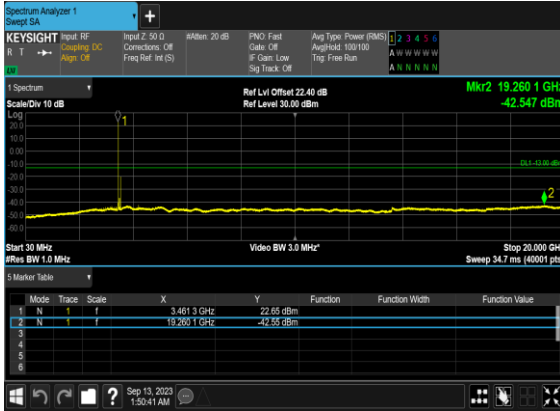 Spectrum Analyzer 1
Swept SA
+
KEYSIGHT
R T
Input: RF
Coupling: DC
Align: Off
Input Z: 50 Ω
Corrections: Off
Freq Ref: Int (S)
#Atten: 20 dB
PNO: Fast
Gate: Off
IF Gain: Low
Sig Track: Off
Avg Type: Power (RMS)
Avg|Hold: 100/100
Trig: Free Run
1 2 3 4 5 6
A W W W W W
A N N N N N
1 Spectrum
Scale/Div 10 dB
Ref Lvl Offset 22.40 dB
Ref Level 30.00 dBm
Mkr2 19.260 1 GHz
-42.547 dBm
Log
20.0
10.0
0.00
-10.0
-20.0
-30.0
-40.0
-50.0
-60.0
1
DL1 -13.00 dBm
2
Start 30 MHz
#Res BW 1.0 MHz
Video BW 3.0 MHz*
Stop 20.000 GH
Sweep 34.7 ms (40001 pts
5 Marker Table
Mode Trace Scale X Y Function Function Width Function Value
1 N 1 f 3.461 3 GHz 22.65 dBm
2 N 1 f 19.260 1 GHz -42.55 dBm
3
4
5
6
?
Sep 13, 2023
1:50:41 AM